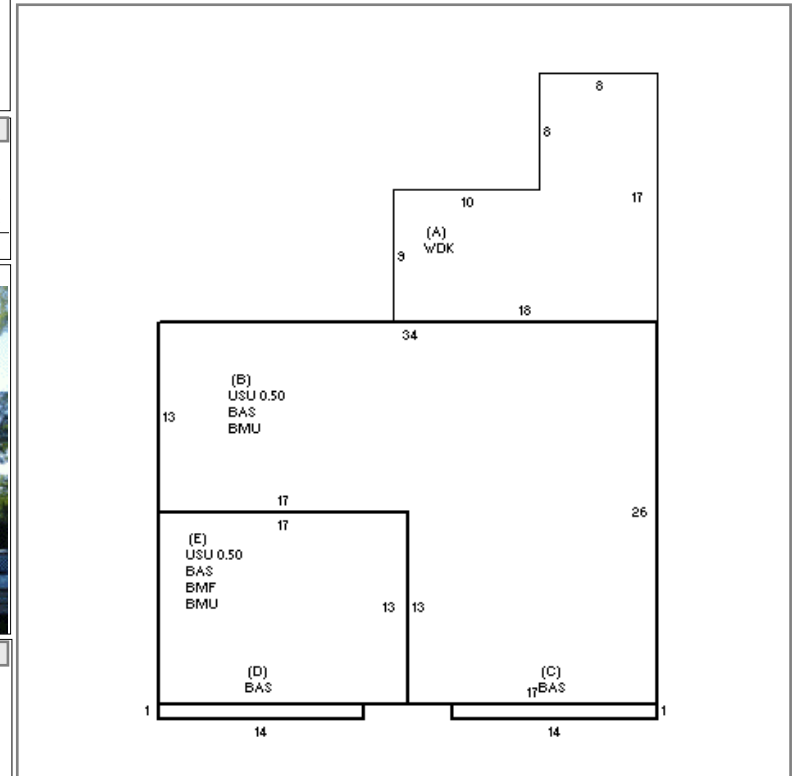 8
8
17
10
(A)
WDK
9
18
34
(B)
USU 0.50
BAS
BMU
13
17
17
26
(E)
USU 0.50
BAS
BMF
BMU
13
13
(D)
BAS
(C)
17BAS
1
1
14
14